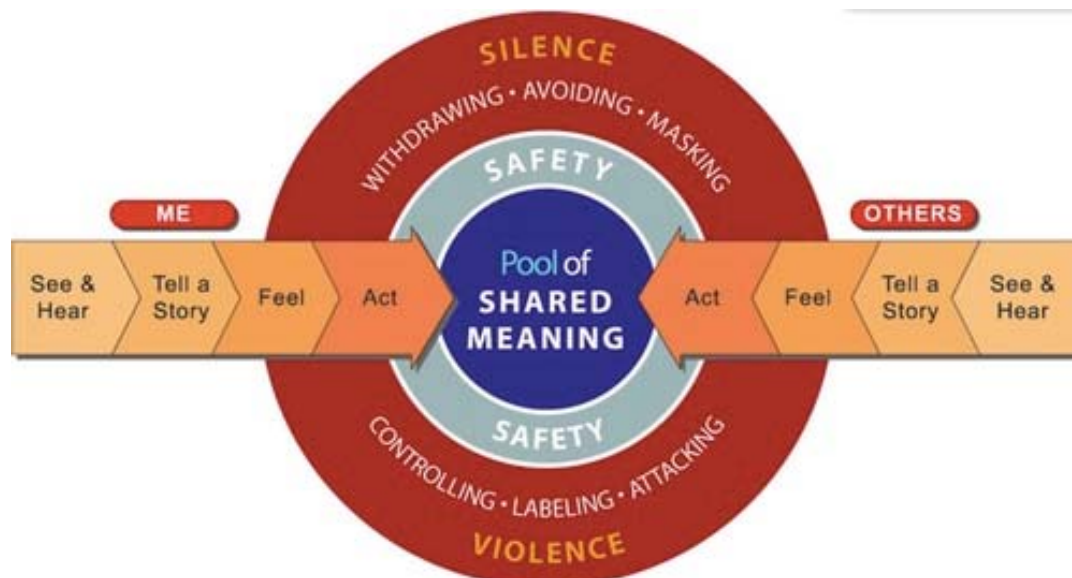 SILENCE
WITHDRAWING • AVOIDING • MASKING
SAFETY
ME
OTHERS
See &
Hear
Tell a
Story
Feel
Act
Pool of
SHARED
MEANING
Act
Feel
Tell a
Story
See &
Hear
SAFETY
CONTROLLING • LABELING • ATTACKING
VIOLENCE